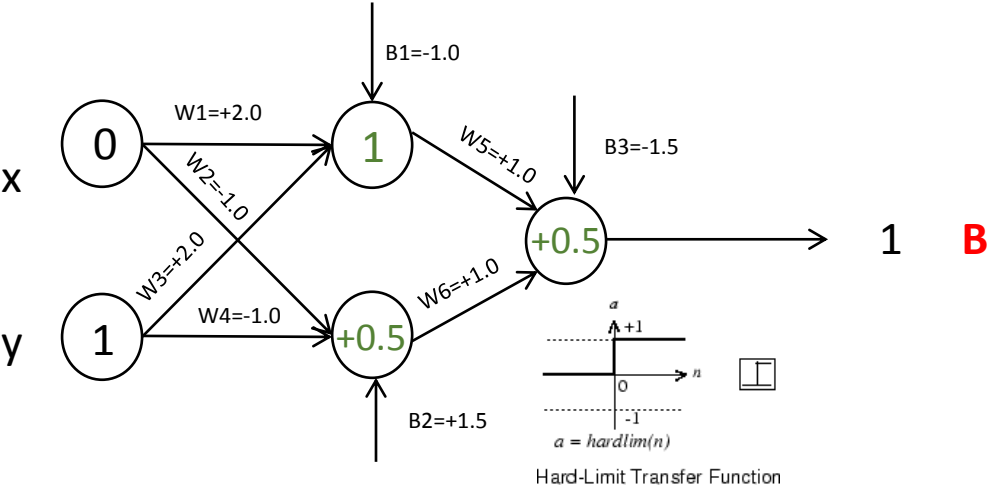 B1=-1.0
W1=+2.0
0
1
W5=+1.0
B3=-1.5
x
W2=-1.0
+0.5
1
B
W3=+2.0
W6=+1.0
y
1
W4=-1.0
+0.5
B2=+1.5
a
+1
n
0
-1
a = hardlim(n)
Hard-Limit Transfer Function